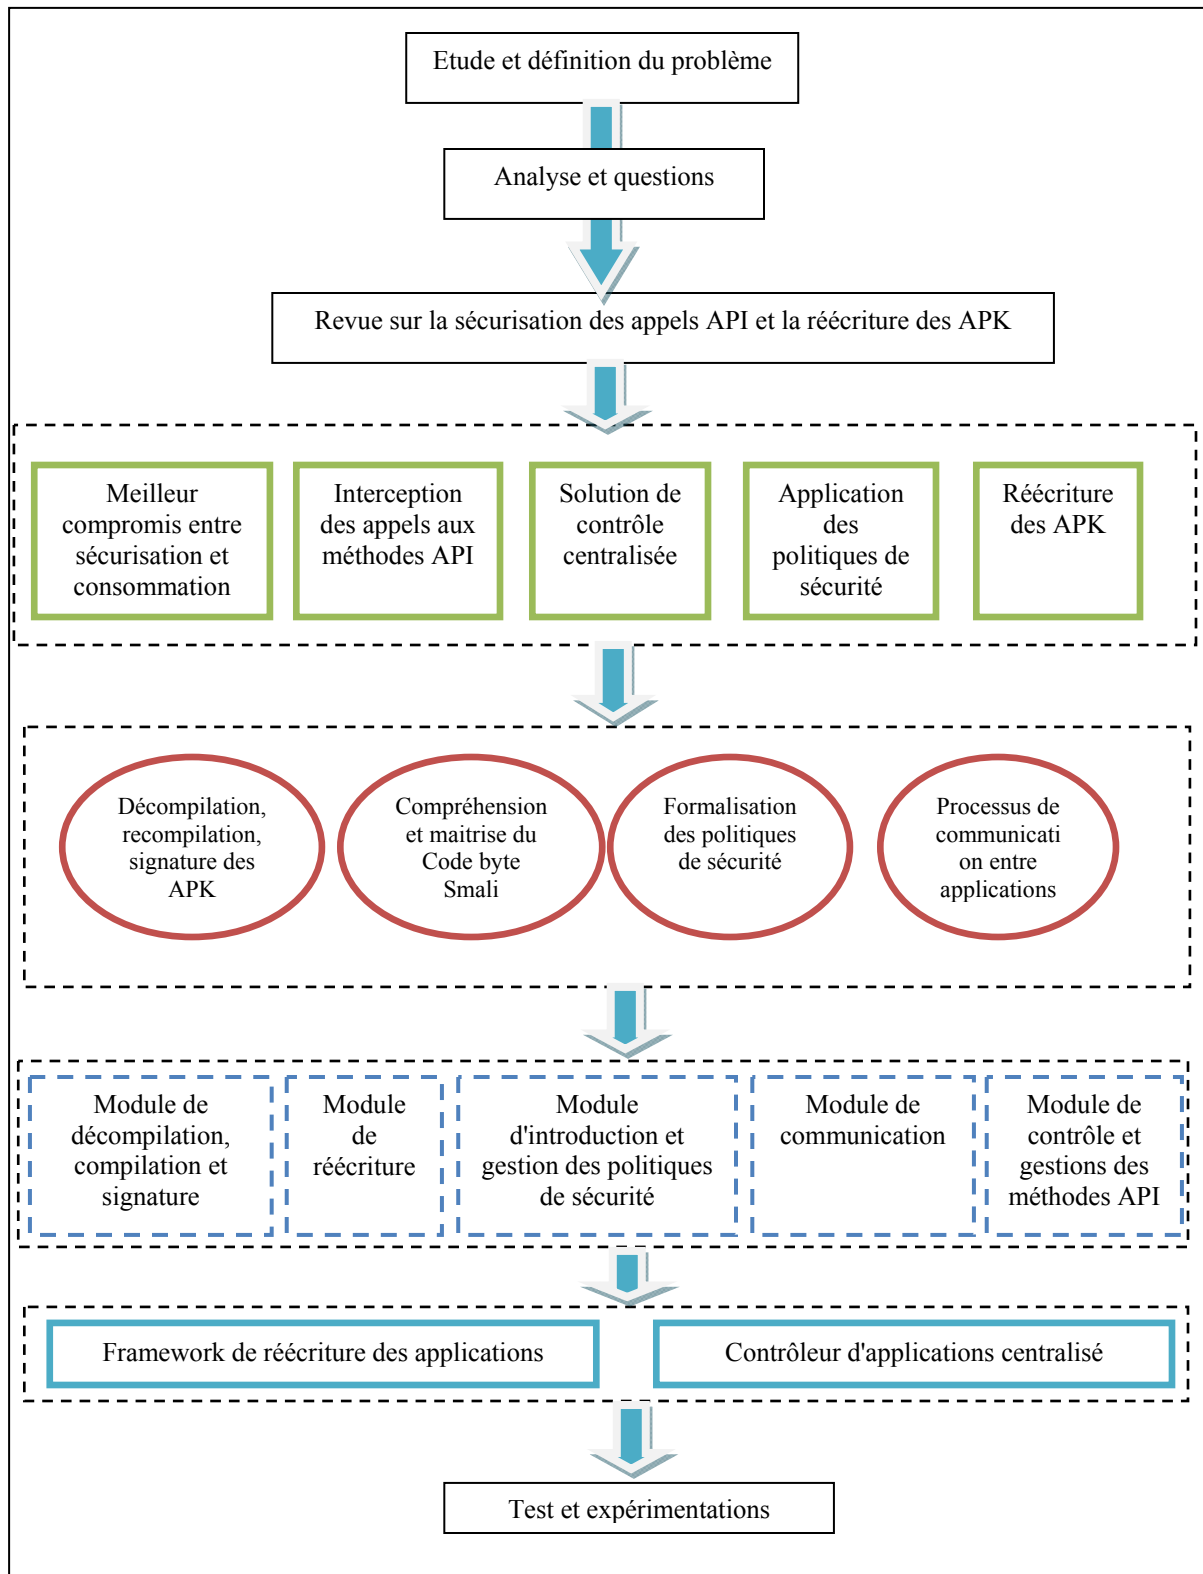 Etude et définition du problème
Analyse et questions
Revue sur la sécurisation des appels API et la réécriture des APK
Meilleur
compromis entre
sécurisation et
consommation
Interception
des appels aux
méthodes API
Solution de
contrôle
centralisée
Application
des
politiques de
sécurité
Réécriture
des APK
Décompilation,
recompilation,
signature des
APK
Compréhension
et maitrise du
Code byte
Smali
Formalisation
des politiques
de sécurité
Processus de
communicati
on entre
applications
Module de
décompilation,
compilation et
signature
Module
de
réécriture
Module
d'introduction et
gestion des politiques
de sécurité
Module de
communication
Module de
contrôle et
gestions des
méthodes API
Framework de réécriture des applications
Contrôleur d'applications centralisé
Test et expérimentations